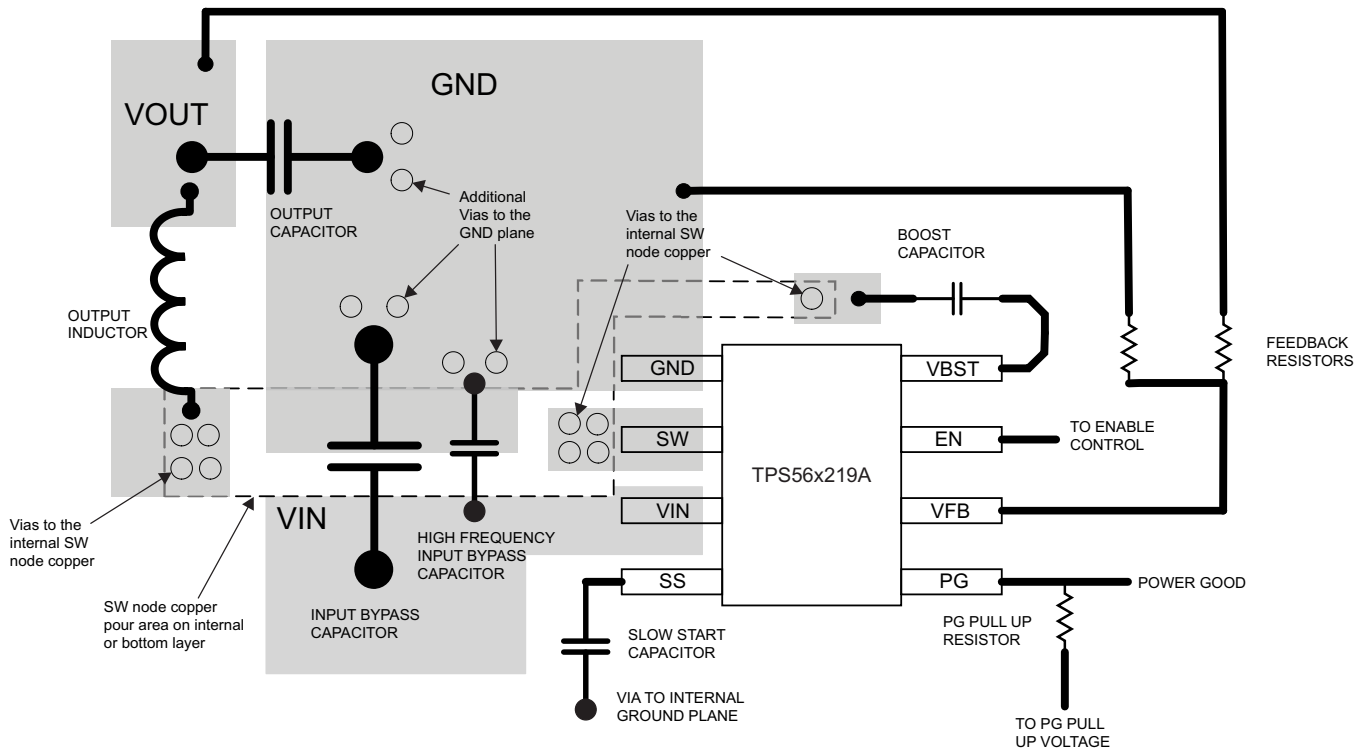 GND
VOUT
OUTPUT
CAPACITOR
Additional
Vias to the
GND plane
Vias to the
internal SW
node copper
BOOST
CAPACITOR
OUTPUT
INDUCTOR
FEEDBACK
RESISTORS
GND
VBST
SW
EN
TO ENABLE
CONTROL
TPS56x219A
VIN
VIN
VFB
Vias to the
internal SW
node copper
HIGH FREQUENCY
INPUT BYPASS
CAPACITOR
SS
PG
POWER GOOD
SW node copper
pour area on internal
or bottom layer
INPUT BYPASS
CAPACITOR
SLOW START
CAPACITOR
PG PULL UP
RESISTOR
VIA TO INTERNAL
GROUND PLANE
TO PG PULL
UP VOLTAGE